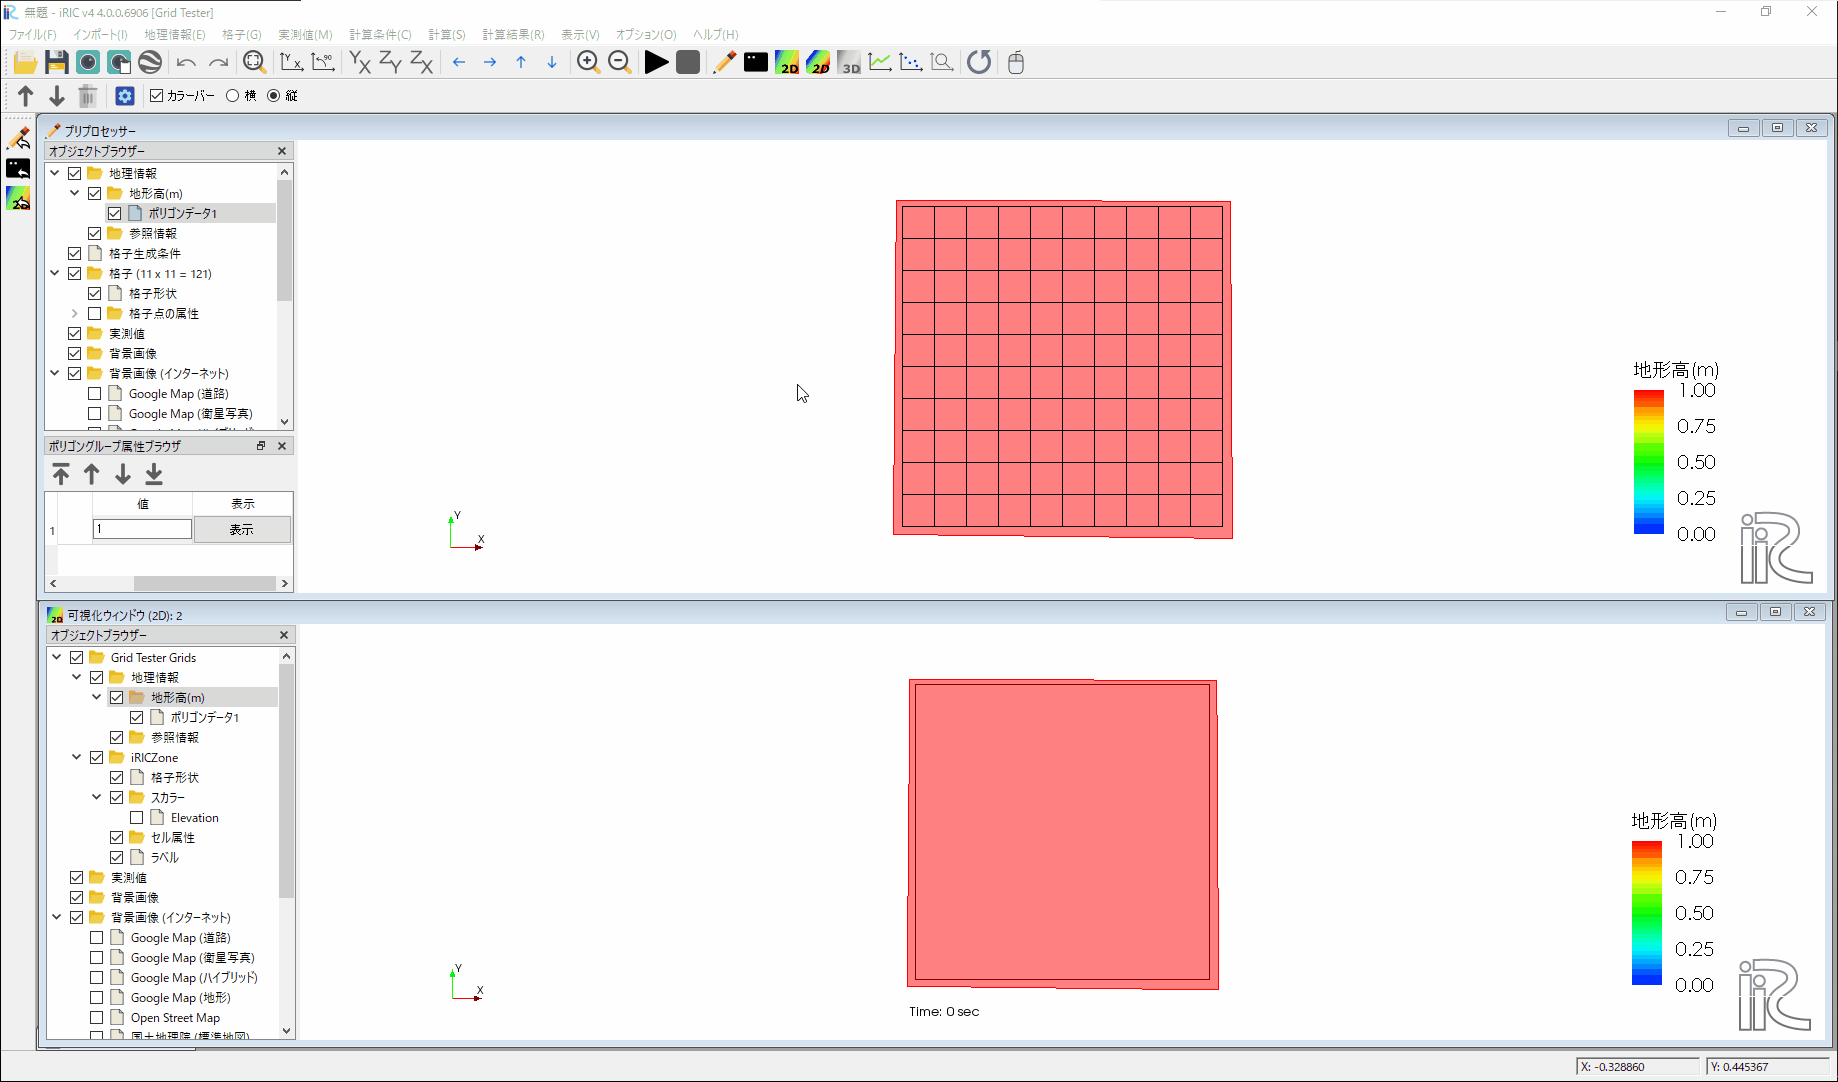 無題 - iRIC v4 4.0.0.6906 [Grid Tester]
ファイル(F) インポート(I) 地理情報(E) 格子(G) 実測値(M) 計算条件(C) 計算(S) 計算結果(R) 表示(V) オプション(O) ヘルプ(H)
カラーバー 横 縦
プリプロセッサー
オブジェクトブラウザー
地理情報
地形高(m)
ポリゴンデータ1
参照情報
格子生成条件
格子 (11 x 11 = 121)
格子形状
格子点の属性
実測値
背景画像
背景画像 (インターネット)
Google Map (道路)
Google Map (衛星写真)
ポリゴングループ属性ブラウザ
値 表示
1 1 表示
Y
X
地形高(m)
1.00
0.75
0.50
0.25
0.00
iRIC
可視化ウィンドウ (2D): 2
オブジェクトブラウザー
Grid Tester Grids
地理情報
地形高(m)
ポリゴンデータ1
参照情報
iRICZone
格子形状
スカラー
Elevation
セル属性
ラベル
実測値
背景画像
背景画像 (インターネット)
Google Map (道路)
Google Map (衛星写真)
Google Map (ハイブリッド)
Google Map (地形)
Open Street Map
国土地理院 (標準地図)
Y
X
Time: 0 sec
地形高(m)
1.00
0.75
0.50
0.25
0.00
iRIC
X: -0.328860 Y: 0.445367